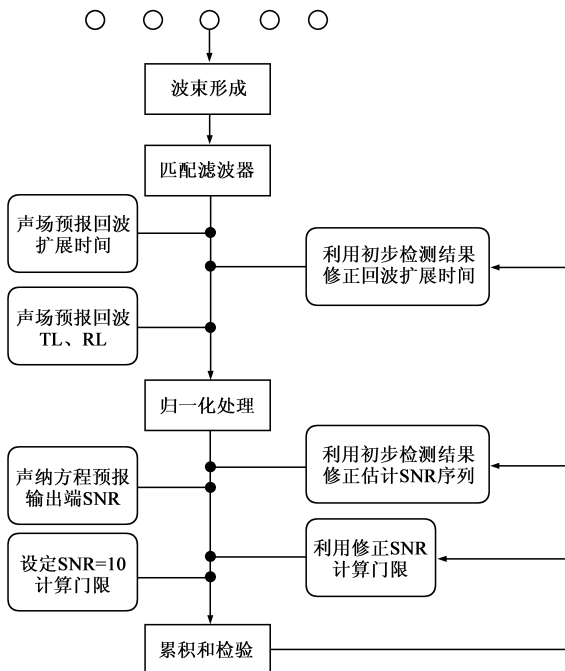 波束形成
匹配滤波器
声场预报回波
扩展时间
利用初步检测结果
修正回波扩展时间
声场预报回波
TL、RL
归一化处理
利用初步检测结果
修正估计SNR序列
声纳方程预报
输出端SNR
利用修正SNR
计算门限
设定SNR=10
计算门限
累积和检验